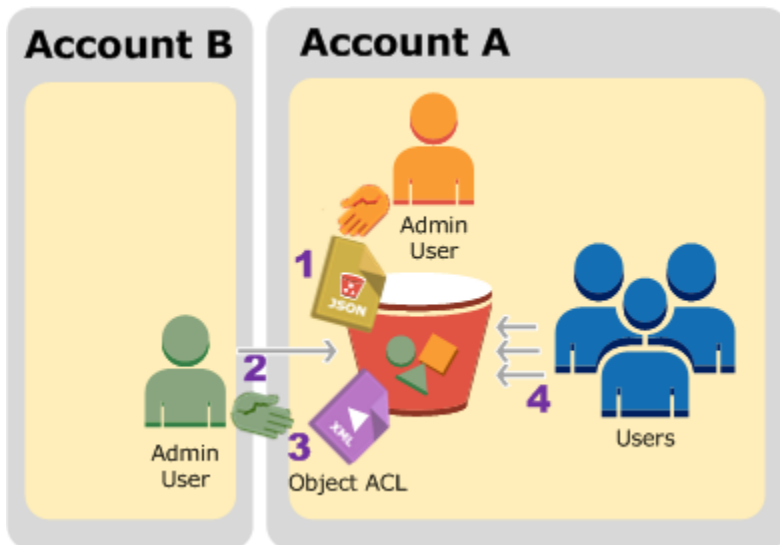 Account B
Account A
Admin
User
1
JSON
2
4
3
XML
Admin
User
Users
Object ACL